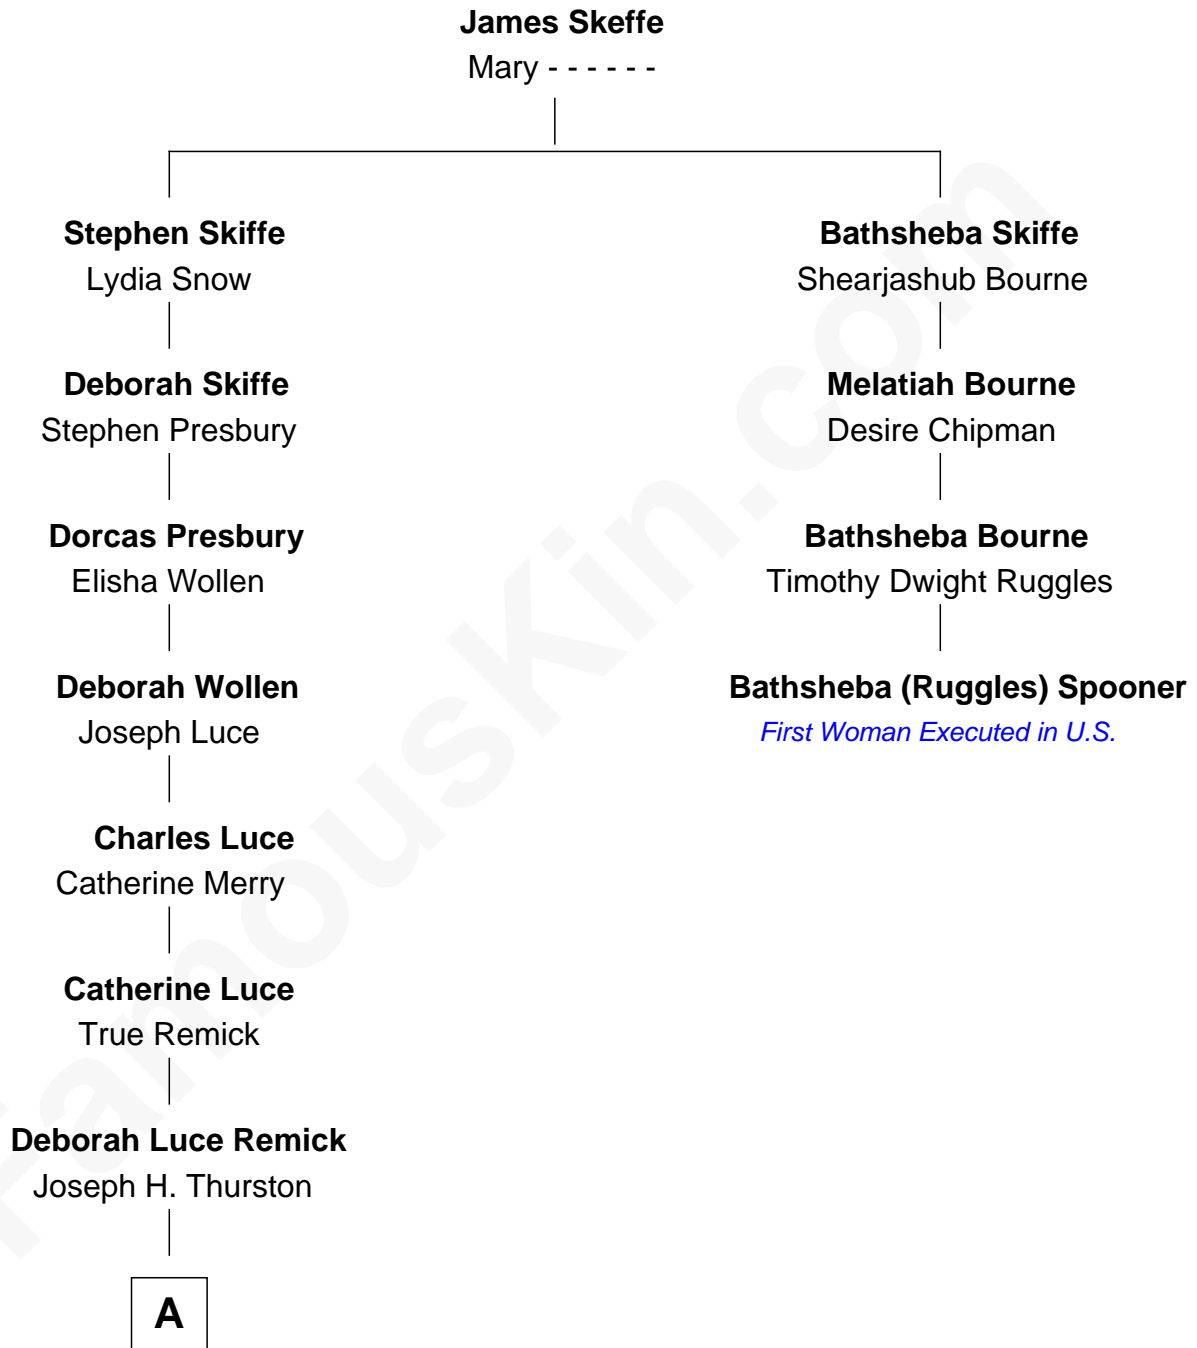 James Skeffe
Mary - - - - - -
Stephen Skiffe
Lydia Snow
Bathsheba Skiffe
Shearjashub Bourne
Deborah Skiffe
Stephen Presbury
Melatiah Bourne
Desire Chipman
Dorcas Presbury
Elisha Wollen
Bathsheba Bourne
Timothy Dwight Ruggles
Deborah Wollen
Joseph Luce
Bathsheba (Ruggles) Spooner
First Woman Executed in U.S.
Charles Luce
Catherine Merry
Catherine Luce
True Remick
Deborah Luce Remick
Joseph H. Thurston
A
FamousKin.com